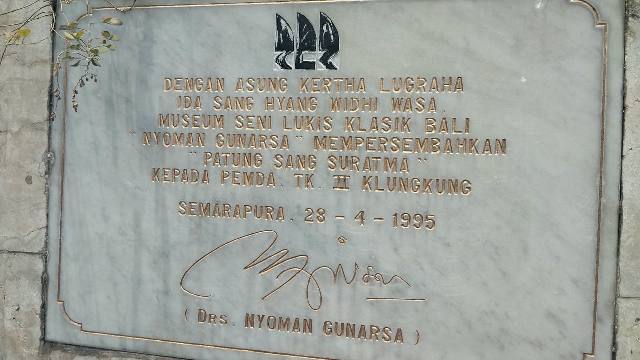 DENGAN ASUNG KERTHA LUGRAHA
IDA SANG HYANG WIDHI WASA.
MUSEUM SENI LUKIS KLASIK BALI
"NYOMAN GUNARSA" MEMPERSEMBAHKAN
"PATUNG SANG SURATMA"
KEPADA PEMDA. TK. II KLUNGKUNG
SEMARAPURA. 28 - 4 - 1995
(DRS. NYOMAN GUNARSA)